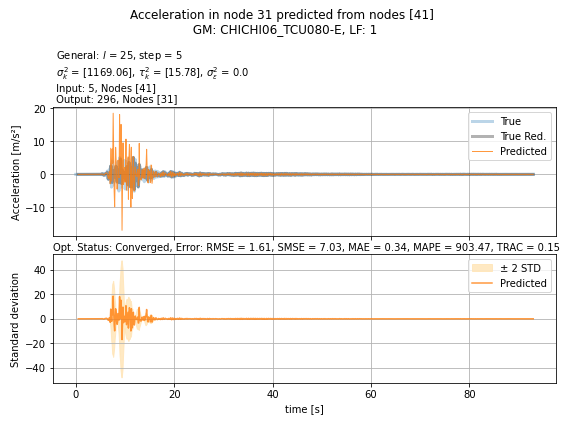 Acceleration in node 31 predicted from nodes [41]
GM: CHICHI06_TCU080-E, LF: 1
General: l = 25, step = 5
σ²ₖ = [1169.06], τ²ₖ = [15.78], σ²ε = 0.0
Input: 5, Nodes [41]
Output: 296, Nodes [31]
20
10
0
−10
Acceleration [m/s²]
True
True Red.
Predicted
Opt. Status: Converged, Error: RMSE = 1.61, SMSE = 7.03, MAE = 0.34, MAPE = 903.47, TRAC = 0.15
40
20
0
−20
−40
Standard deviation
± 2 STD
Predicted
0 20 40 60 80
time [s]